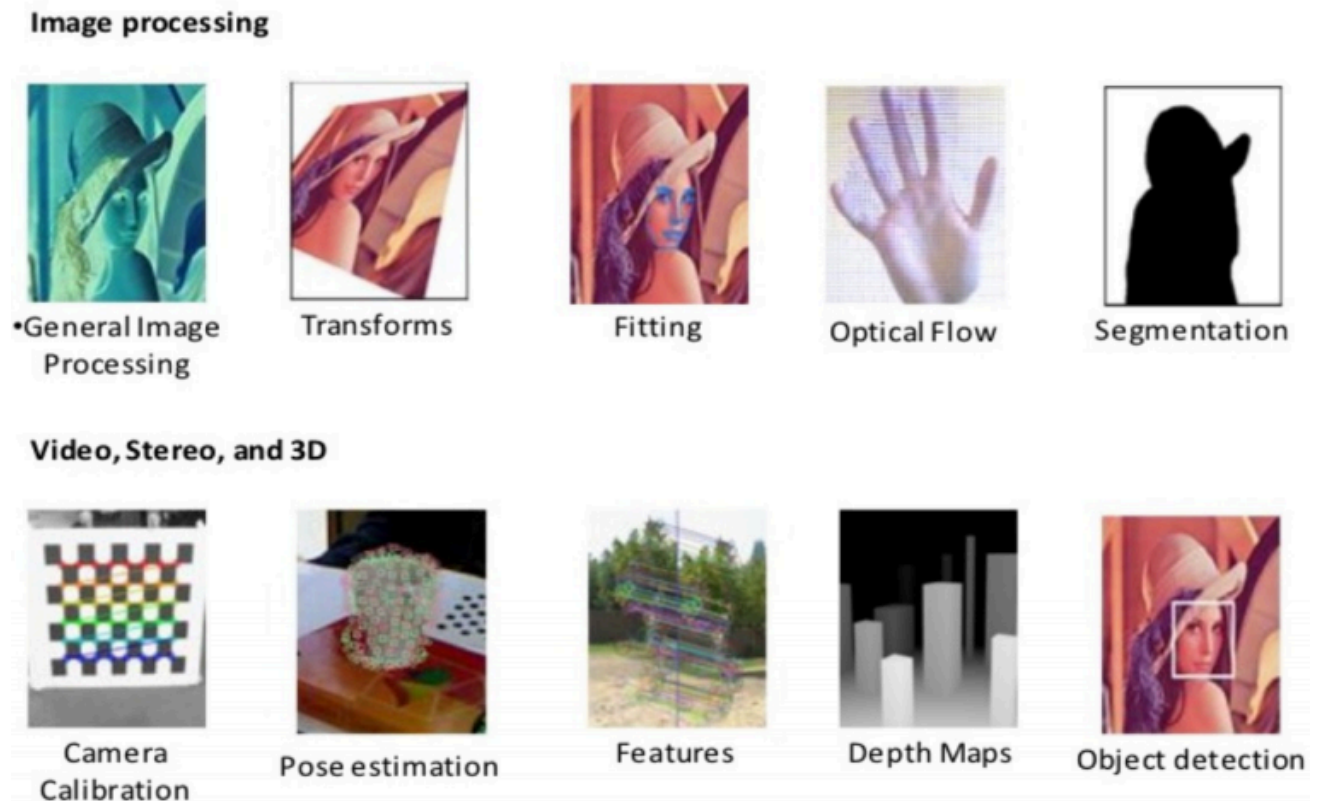 Image processing
•General Image
Processing
Transforms
Fitting
Optical Flow
Segmentation
Video, Stereo, and 3D
Camera
Calibration
Pose estimation
Features
Depth Maps
Object detection